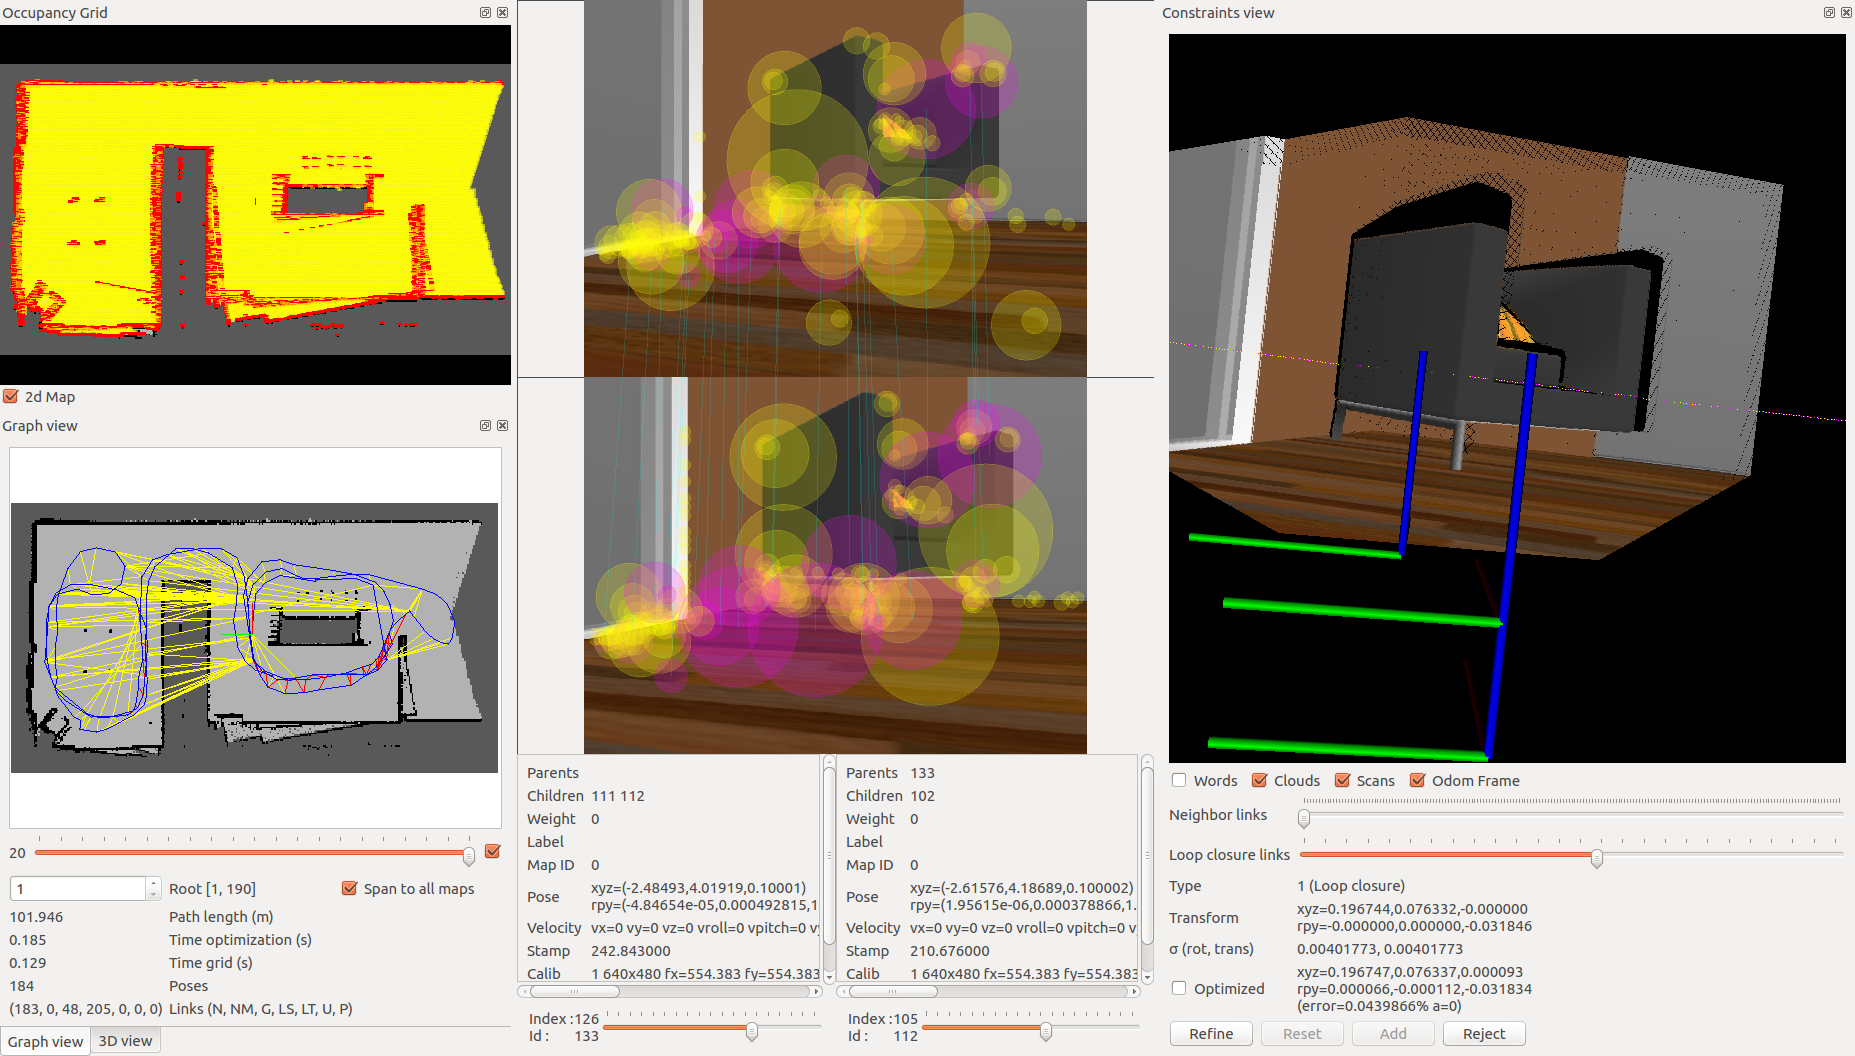 Occupancy Grid
2d Map
Graph view
20
1
Root [1, 190]
Span to all maps
101.946
Path length (m)
0.185
Time optimization (s)
0.129
Time grid (s)
184
Poses
(183, 0, 48, 205, 0, 0, 0)
Links (N, NM, G, LS, LT, U, P)
Graph view
3D view
Parents
Children 111 112
Weight 0
Label
Map ID 0
Pose xyz=(-2.48493,4.01919,0.10001)
rpy=(-4.84654e-05,0.000492815,1
Velocity vx=0 vy=0 vz=0 vroll=0 vpitch=0 vy
Stamp 242.843000
Calib 1 640x480 fx=554.383 fy=554.383
Index :126
Id : 133
Parents 133
Children 102
Weight 0
Label
Map ID 0
Pose xyz=(-2.61576,4.18689,0.100002)
rpy=(1.95615e-06,0.000378866,1.
Velocity vx=0 vy=0 vz=0 vroll=0 vpitch=0 v
Stamp 210.676000
Calib 1 640x480 fx=554.383 fy=554.383
Index :105
Id : 112
Constraints view
Words Clouds Scans Odom Frame
Neighbor links
Loop closure links
Type 1 (Loop closure)
Transform xyz=0.196744,0.076332,-0.000000
rpy=-0.000000,0.000000,-0.031846
σ (rot, trans) 0.00401773, 0.00401773
Optimized xyz=0.196747,0.076337,0.000093
rpy=0.000066,-0.000112,-0.031834
(error=0.0439866% a=0)
Refine Reset Add Reject